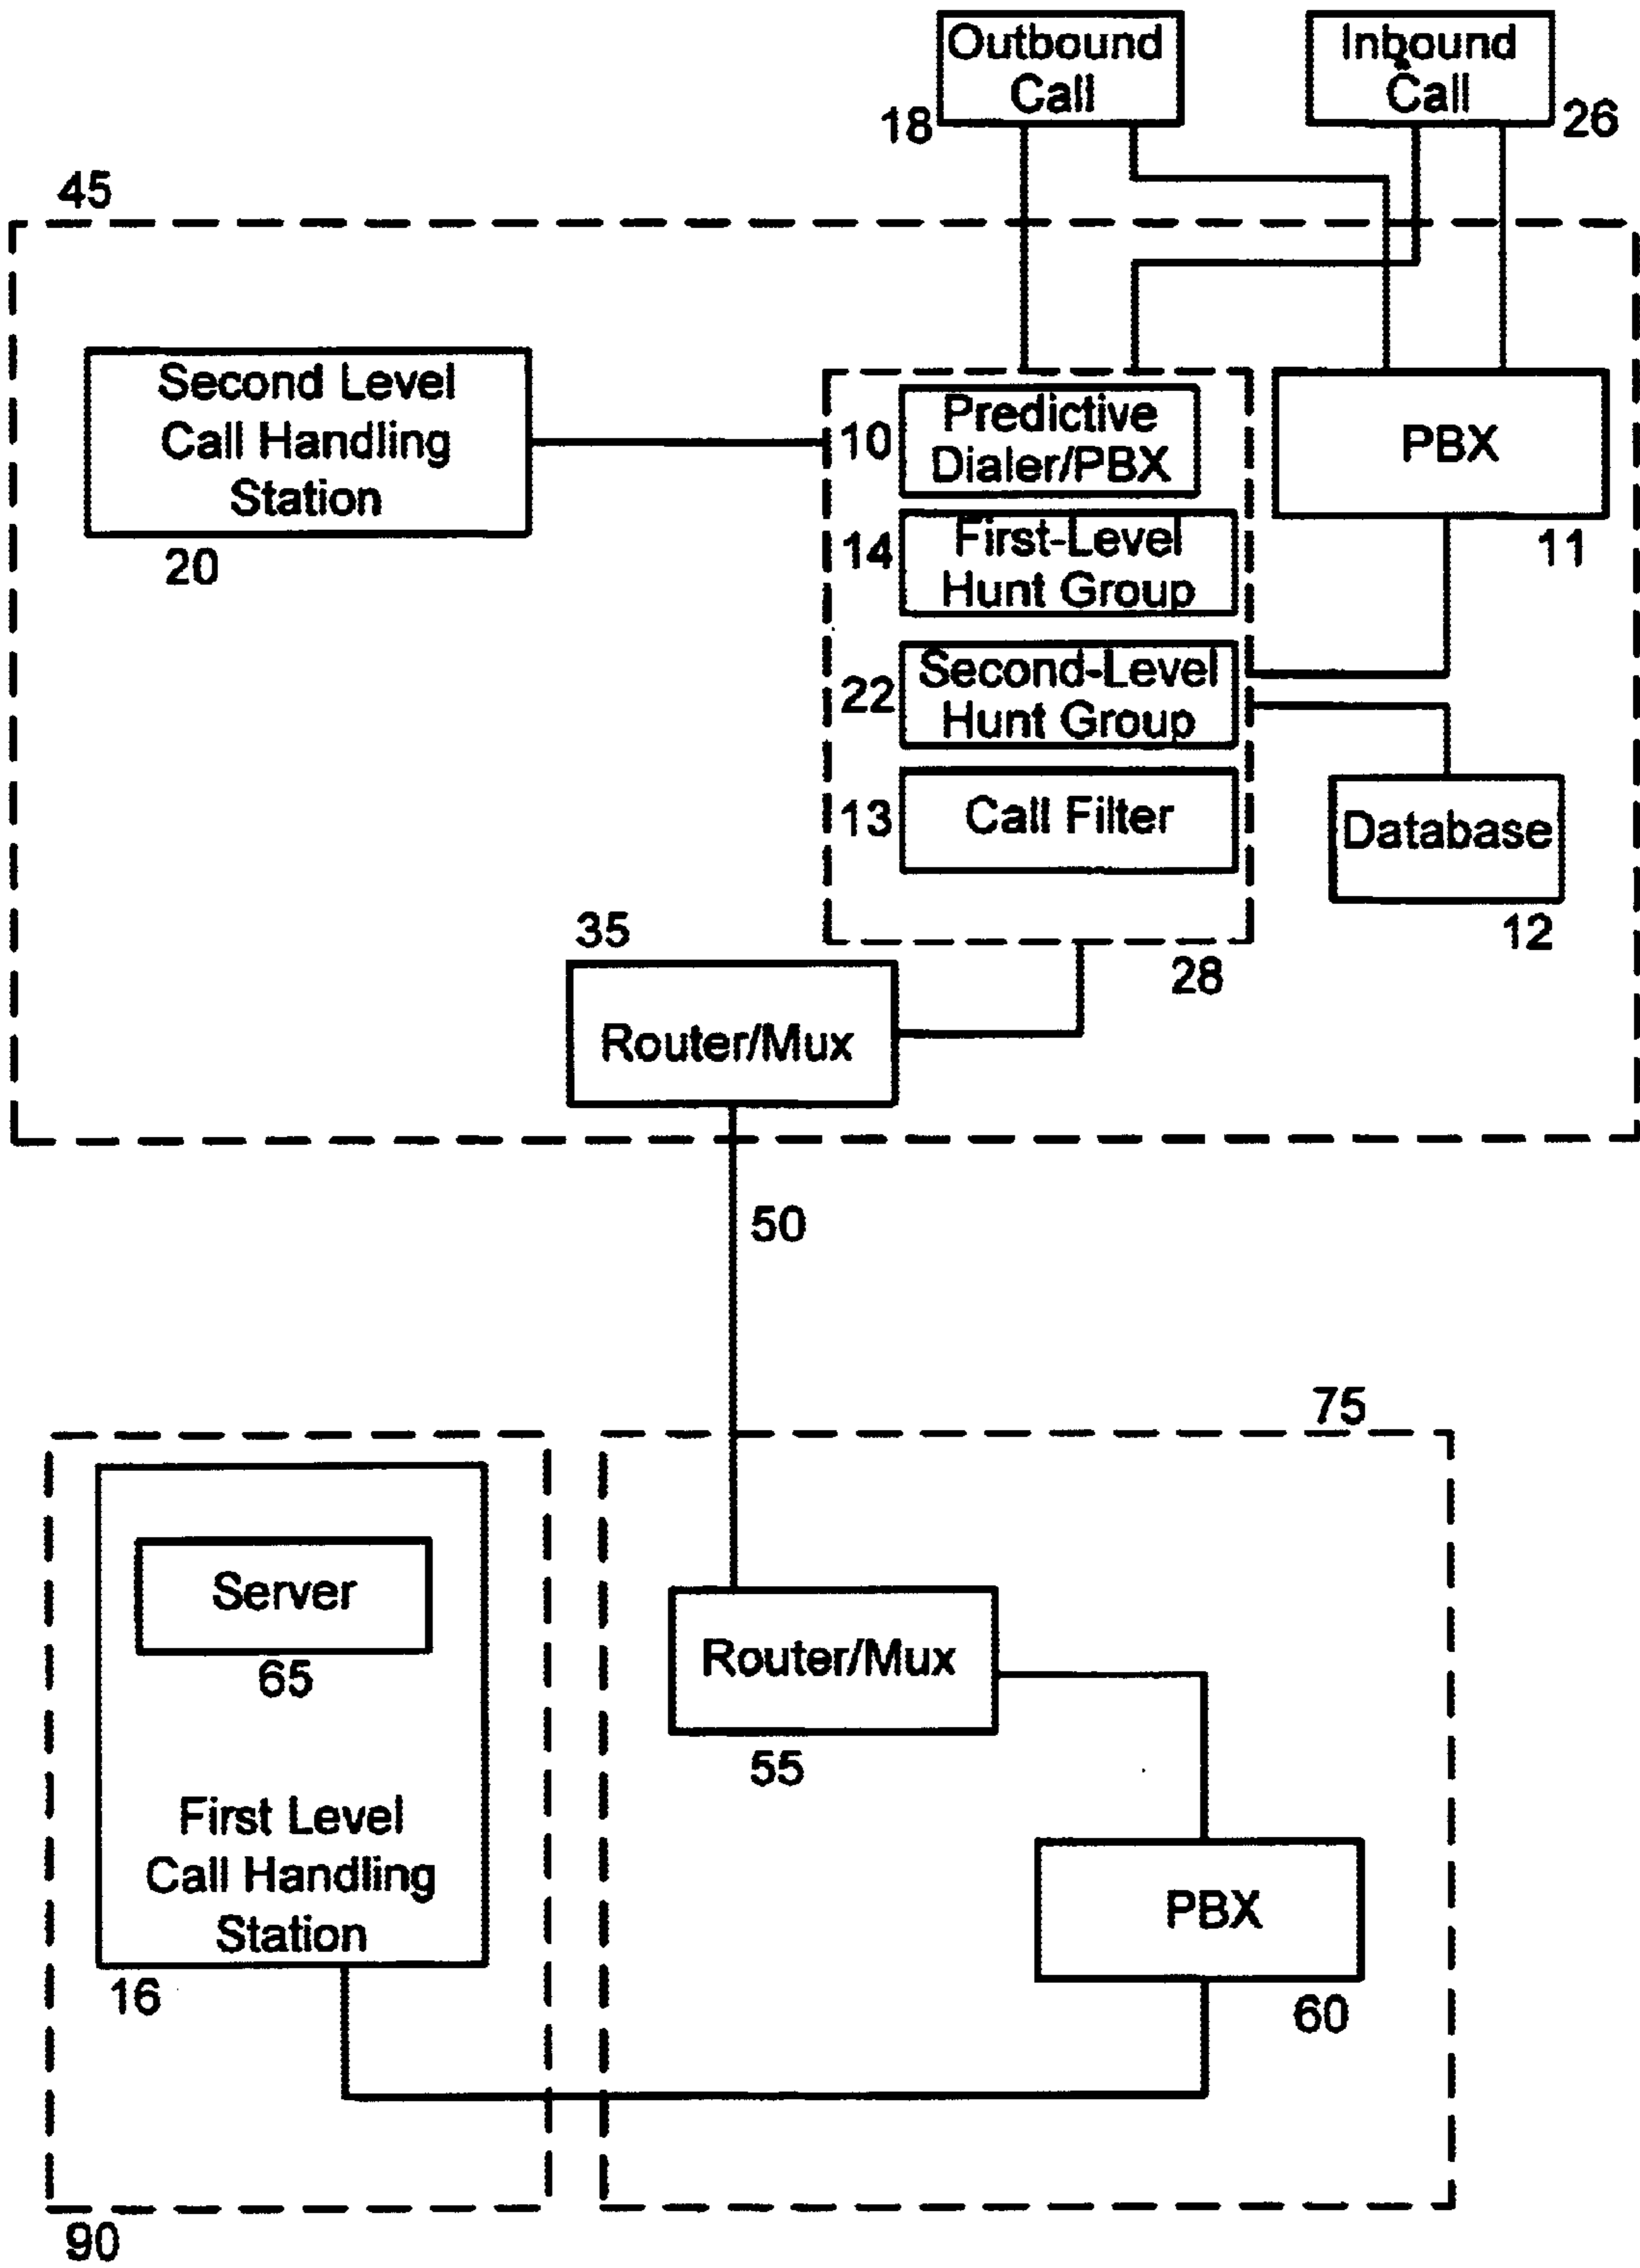 Outbound
Call
18
Inbound
Call
26
45
Second Level
Call Handling
Station
20
10
Predictive
Dialer/PBX
PBX
11
14
First-Level
Hunt Group
22
Second-Level
Hunt Group
13
Call Filter
Database
12
28
35
Router/Mux
50
75
Server
65
First Level
Call Handling
Station
16
90
Router/Mux
55
PBX
60